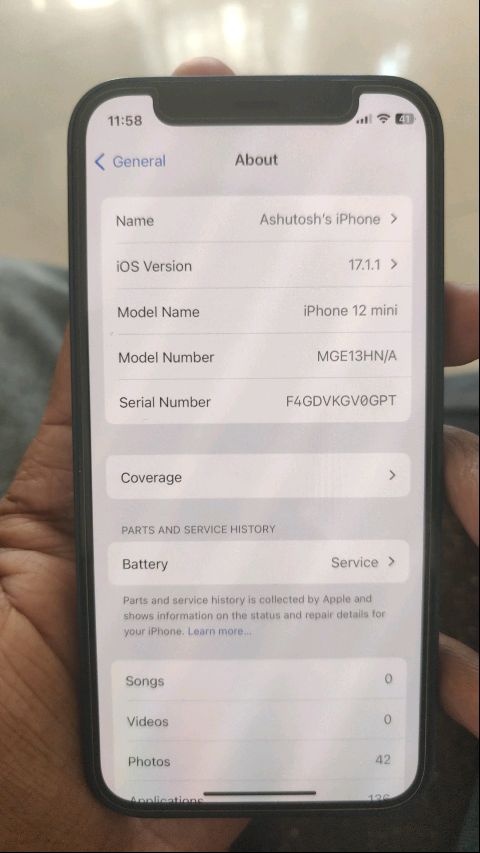 11:58 41
General About
Name Ashutosh's iPhone
iOS Version 17.1.1
Model Name iPhone 12 mini
Model Number MGE13HN/A
Serial Number F4GDVKGV0GPT
Coverage
PARTS AND SERVICE HISTORY
Battery Service
Parts and service history is collected by Apple and
shows information on the status and repair details for
your iPhone. Learn more...
Songs 0
Videos 0
Photos 42
Applications 136